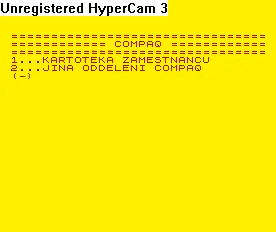 Unregistered HyperCam 3
================================
============ COMPAQ ============
================================
1...KARTOTEKA ZAMESTNANCU
2...JINA ODDELENI COMPAQ
(-)